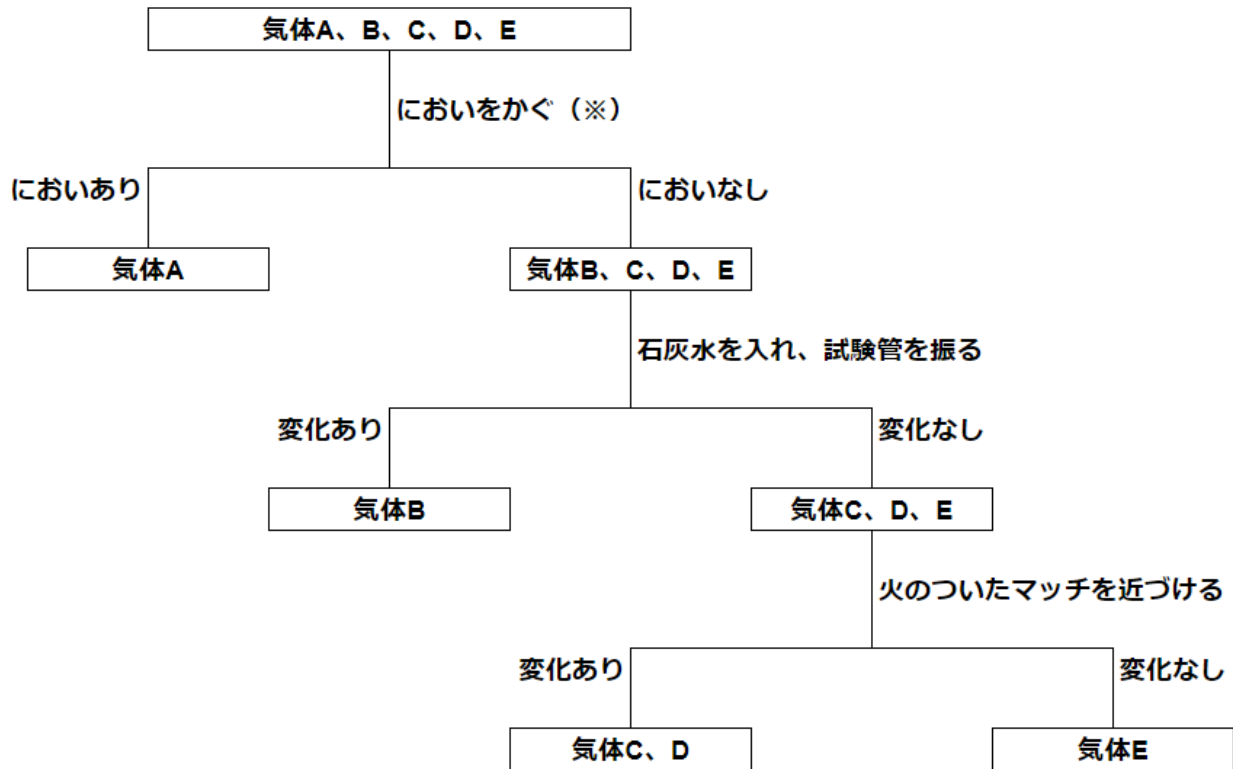 気体A、B、C、D、E
においをかぐ（※）
においあり
においなし
気体A
気体B、C、D、E
石灰水を入れ、試験管を振る
変化あり
変化なし
気体B
気体C、D、E
火のついたマッチを近づける
変化あり
変化なし
気体C、D
気体E